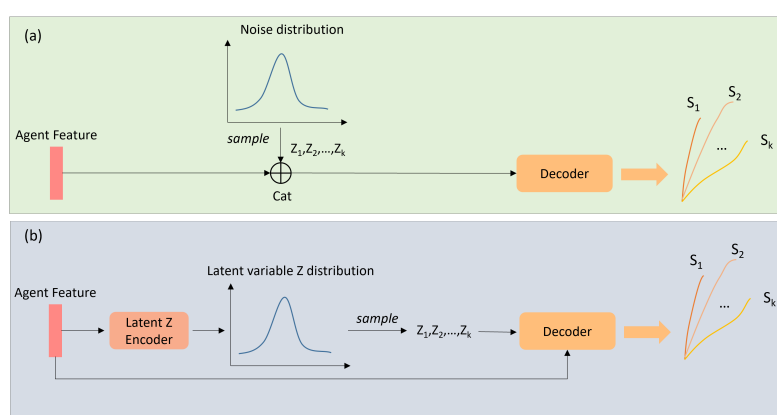 (a)
Noise distribution
Agent Feature
sample
Z1,Z2,...,Zk
Cat
Decoder
S1
S2
...
Sk
(b)
Latent variable Z distribution
Agent Feature
Latent Z
Encoder
sample
Z1,Z2,...,Zk
Decoder
S1
S2
...
Sk